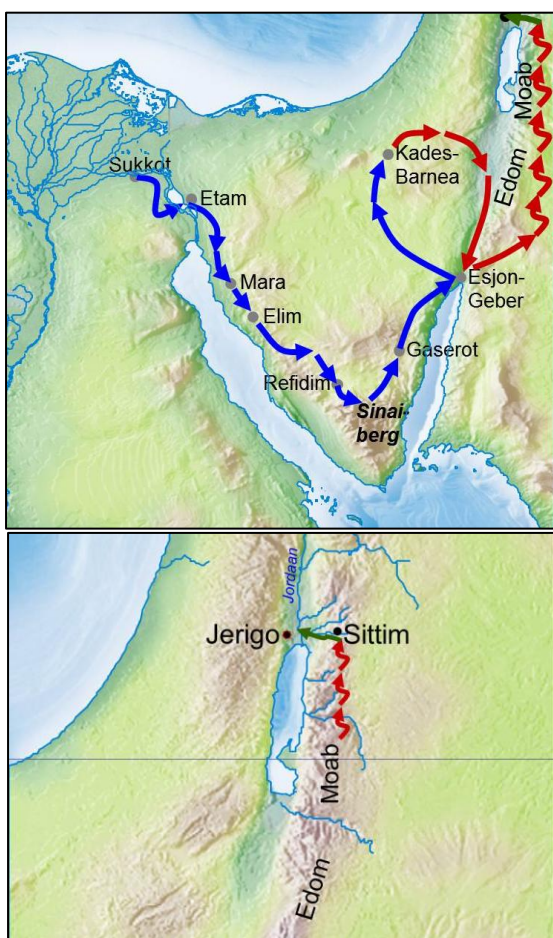 Moab
Sukkot
Kades-
Barnea
Etam
Edom
Mara
Esjon-
Geber
Elim
Gaserot
Refidim
Sinai-
berg
Jordaan
Jerigo
Sittim
Moab
Edom